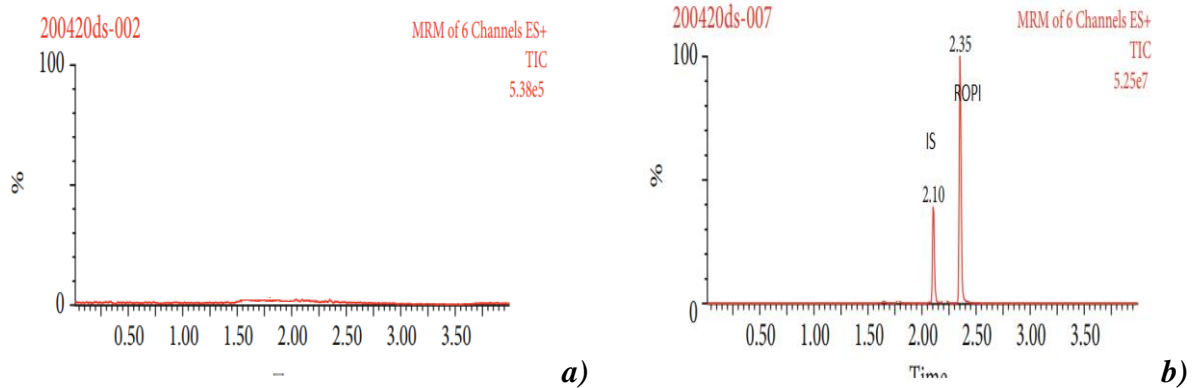 200420ds-002
MRM of 6 Channels ES+
TIC
5.38e5
100
%
0
0.50 1.00 1.50 2.00 2.50 3.00 3.50
a)
200420ds-007
MRM of 6 Channels ES+
TIC
5.25e7
2.35
100
ROPI
IS
%
2.10
0
0.50 1.00 1.50 2.00 2.50 3.00 3.50
Time
b)